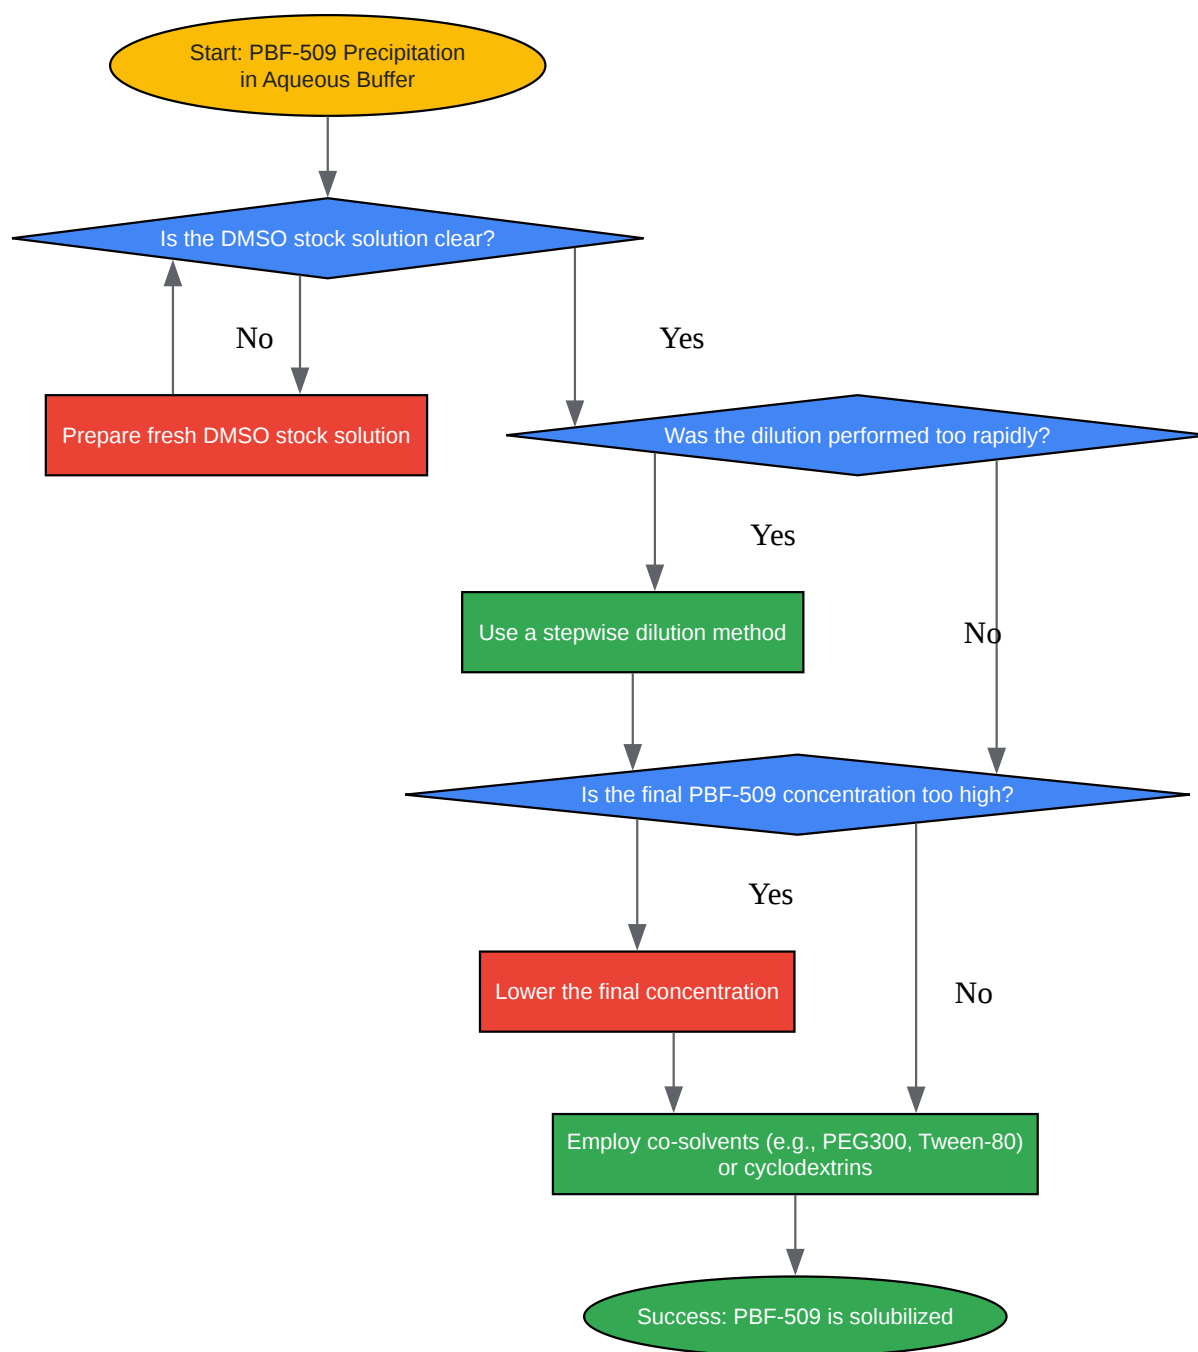 Start: PBF-509 Precipitation
in Aqueous Buffer
Is the DMSO stock solution clear?
No
Yes
Prepare fresh DMSO stock solution
Was the dilution performed too rapidly?
Yes
Use a stepwise dilution method
No
Is the final PBF-509 concentration too high?
Yes
Lower the final concentration
No
Employ co-solvents (e.g., PEG300, Tween-80)
or cyclodextrins
Success: PBF-509 is solubilized